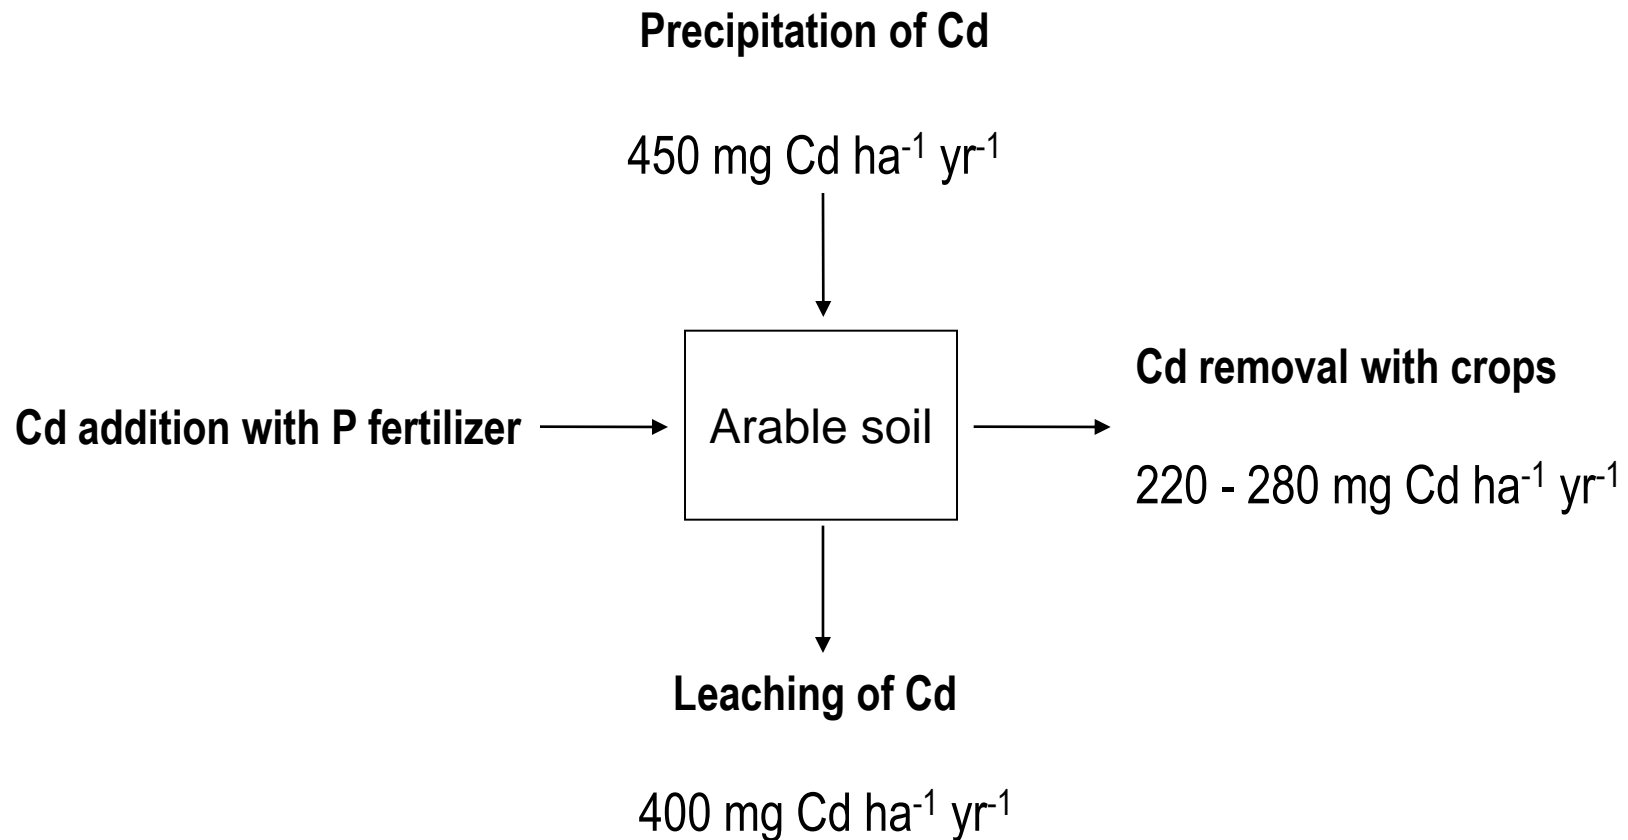 Precipitation of Cd
450 mg Cd ha⁻¹ yr⁻¹
Cd addition with P fertilizer
Arable soil
Cd removal with crops
220 - 280 mg Cd ha⁻¹ yr⁻¹
Leaching of Cd
400 mg Cd ha⁻¹ yr⁻¹